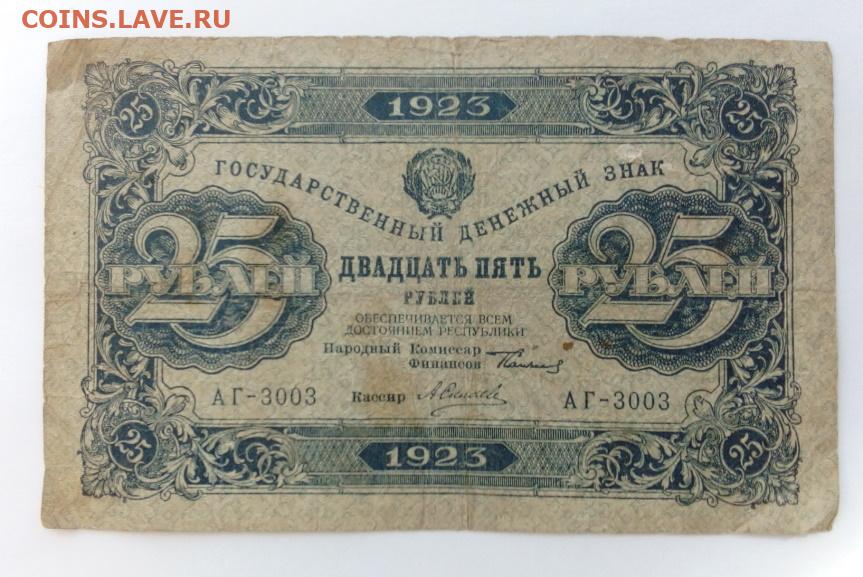 COINS.LAVE.RU
25 1923 25
ГОСУДАРСТВЕННЫЙ ДЕНЕЖНЫЙ ЗНАК
25 РУБЛЕЙ
ДВАДЦАТЬ ПЯТЬ
РУБЛЕЙ
25 РУБЛЕЙ
ОБЕСПЕЧИВАЕТСЯ ВСЕМ
ДОСТОЯНИЕМ РЕСПУБЛИКИ
Народный Комиссар
Финансов
АГ-3003 Кассир АГ-3003
25 1923 25